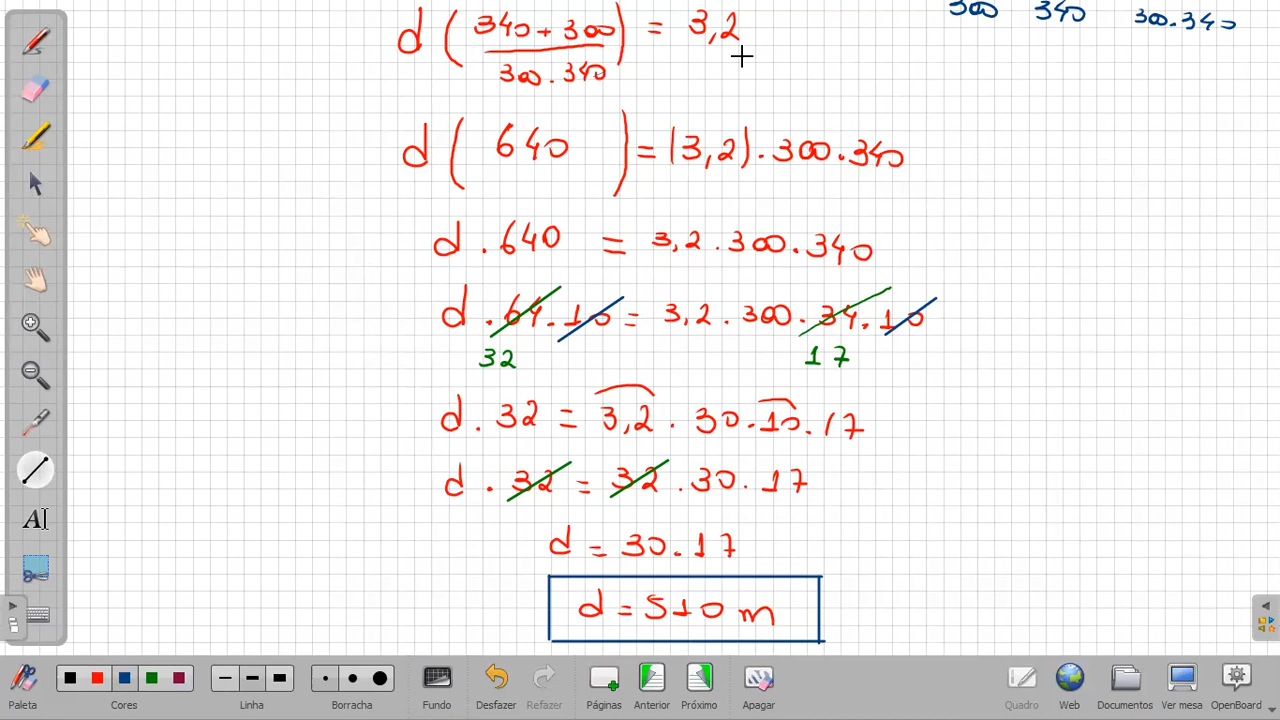 300 340 300.340
d ( 340 + 300 / 300 . 340 ) = 3,2
d ( 640 ) = (3,2) . 300 . 340
d . 640 = 3,2 . 300 . 340
d . 64 . 10 = 3,2 . 300 . 34 . 10
32 17
d . 32 = 3,2 . 30 . 10 . 17
d . 32 = 32 . 30 . 17
d = 30 . 17
d = 510 m
Paleta Cores Linha Borracha Fundo Desfazer Refazer Páginas Anterior Próximo Apagar Quadro Web Documentos Ver mesa OpenBoard